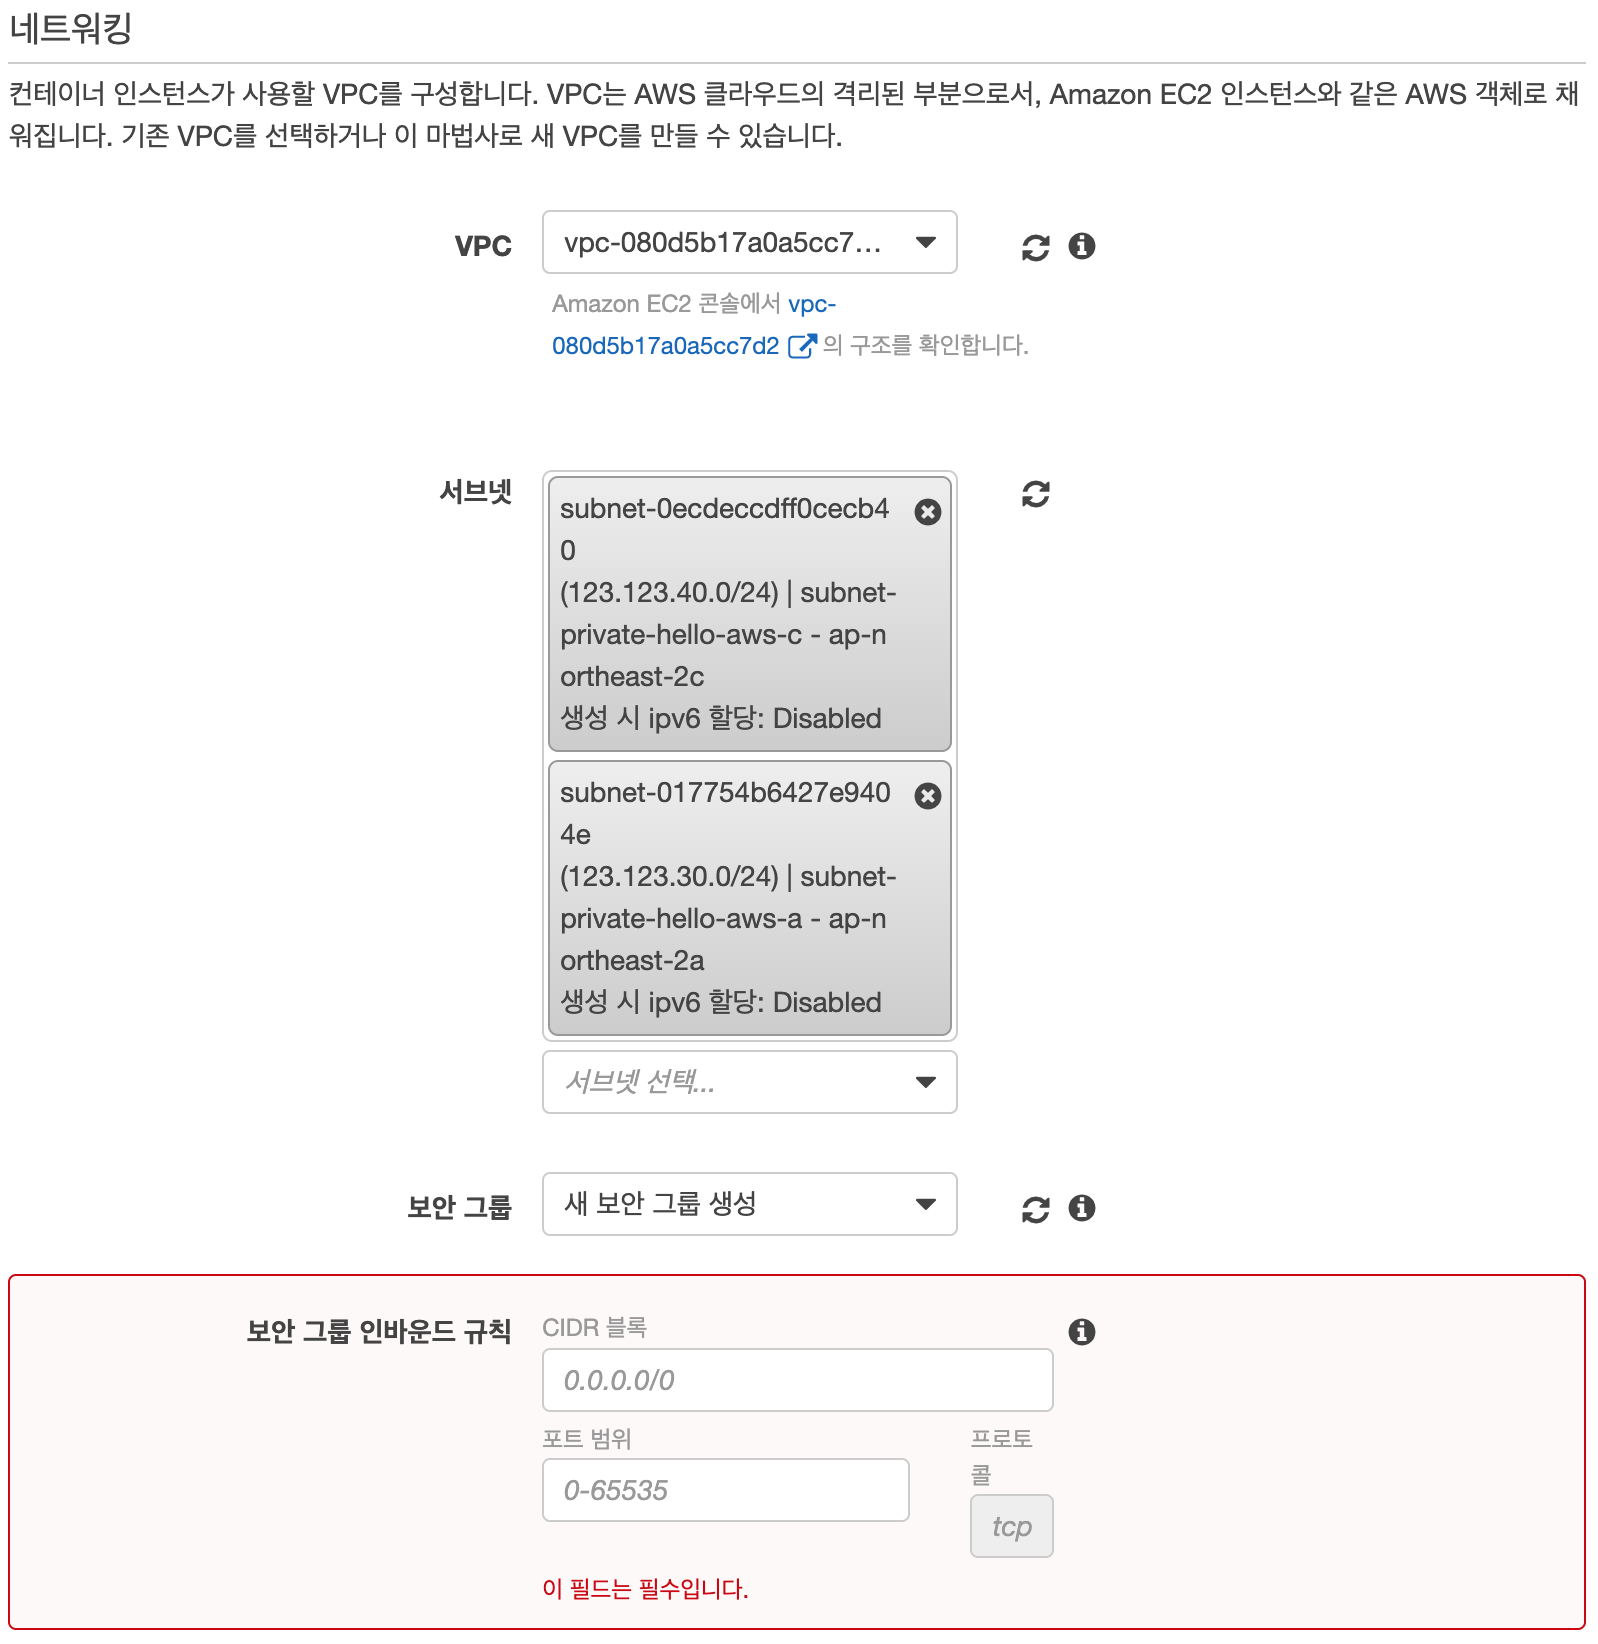 네트워킹
컨테이너 인스턴스가 사용할 VPC를 구성합니다. VPC는 AWS 클라우드의 격리된 부분으로서, Amazon EC2 인스턴스와 같은 AWS 객체로 채
워집니다. 기존 VPC를 선택하거나 이 마법사로 새 VPC를 만들 수 있습니다.
VPC
vpc-080d5b17a0a5cc7...
Amazon EC2 콘솔에서 vpc-
080d5b17a0a5cc7d2 의 구조를 확인합니다.
서브넷
subnet-0ecdeccdff0cecb4
0
(123.123.40.0/24) | subnet-
private-hello-aws-c - ap-n
ortheast-2c
생성 시 ipv6 할당: Disabled
subnet-017754b6427e940
4e
(123.123.30.0/24) | subnet-
private-hello-aws-a - ap-n
ortheast-2a
생성 시 ipv6 할당: Disabled
서브넷 선택...
보안 그룹
새 보안 그룹 생성
보안 그룹 인바운드 규칙
CIDR 블록
0.0.0.0/0
포트 범위
0-65535
프로토
콜
tcp
이 필드는 필수입니다.